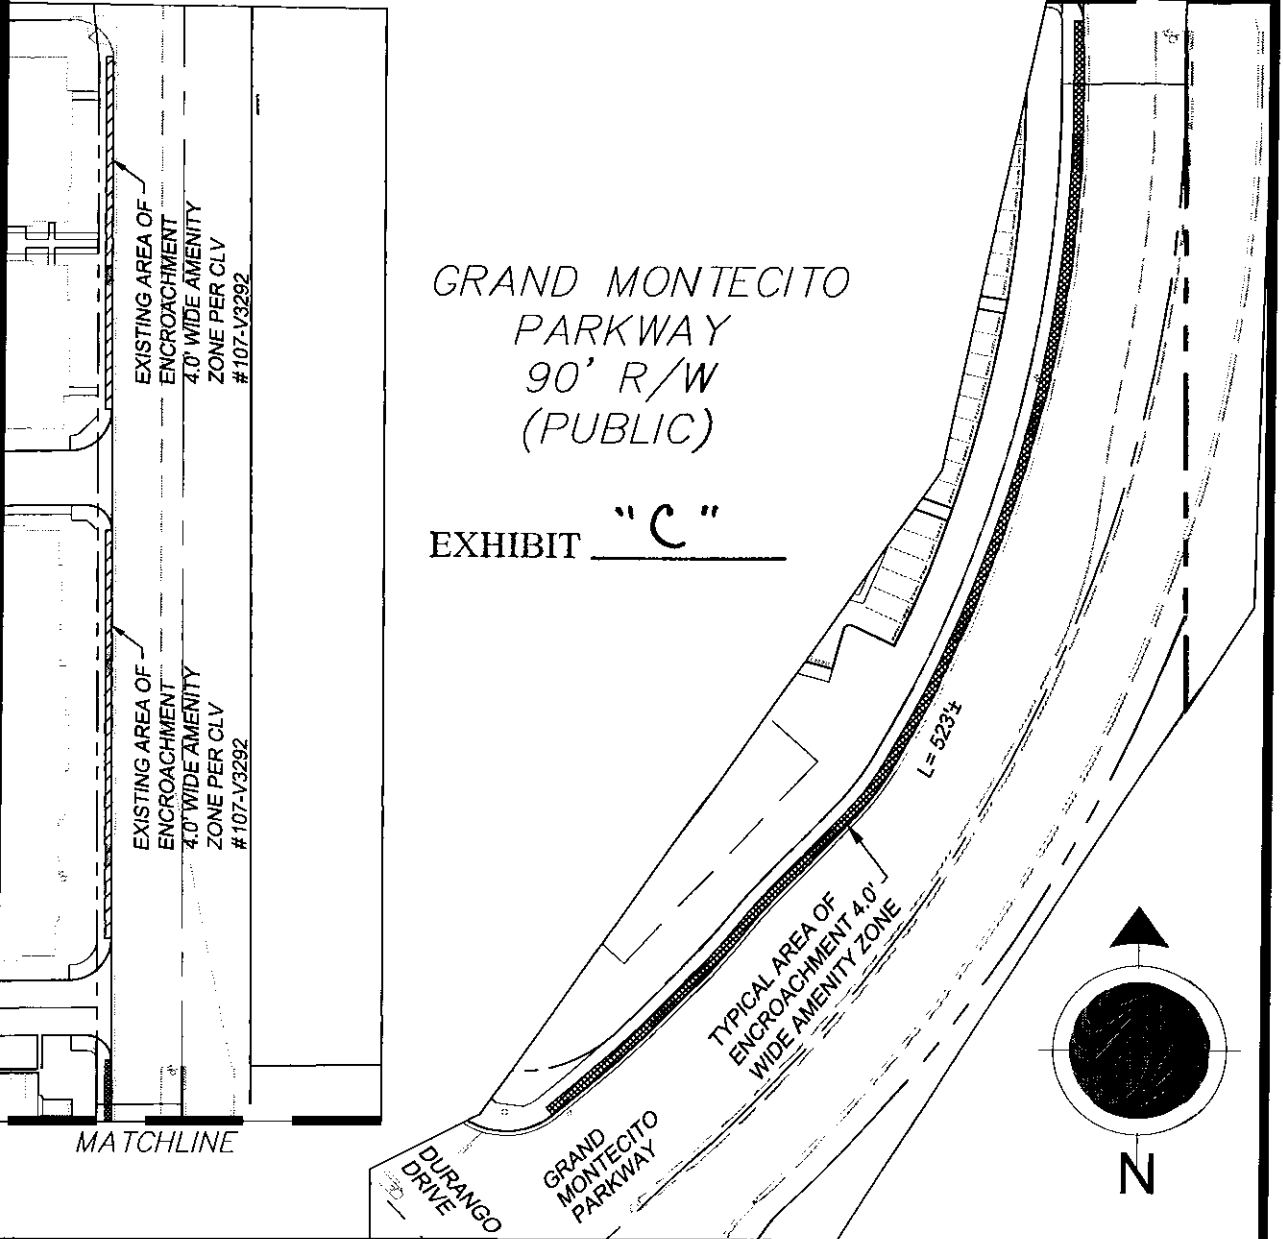 EXISTING AREA OF
ENCROACHMENT
4.0' WIDE AMENITY
ZONE PER CLV
#107-V3292
EXISTING AREA OF
ENCROACHMENT
4.0' WIDE AMENITY
ZONE PER CLV
#107-V3292
MATCHLINE
GRAND MONTECITO
PARKWAY
90' R/W
(PUBLIC)
EXHIBIT "C"
L= 523'±
TYPICAL AREA OF
ENCROACHMENT 4.0'
WIDE AMENITY ZONE
GRAND
MONTECITO
PARKWAY
DURANGO
DRIVE
N